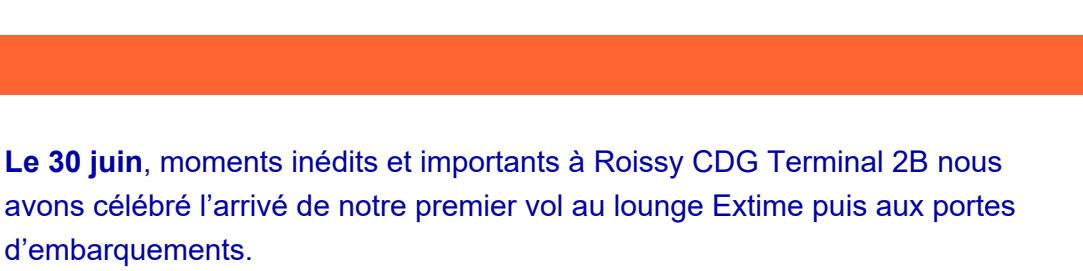 Le 30 juin, moments inédits et importants à Roissy CDG Terminal 2B nous
avons célébré l’arrivé de notre premier vol au lounge Extime puis aux portes
d’embarquements.